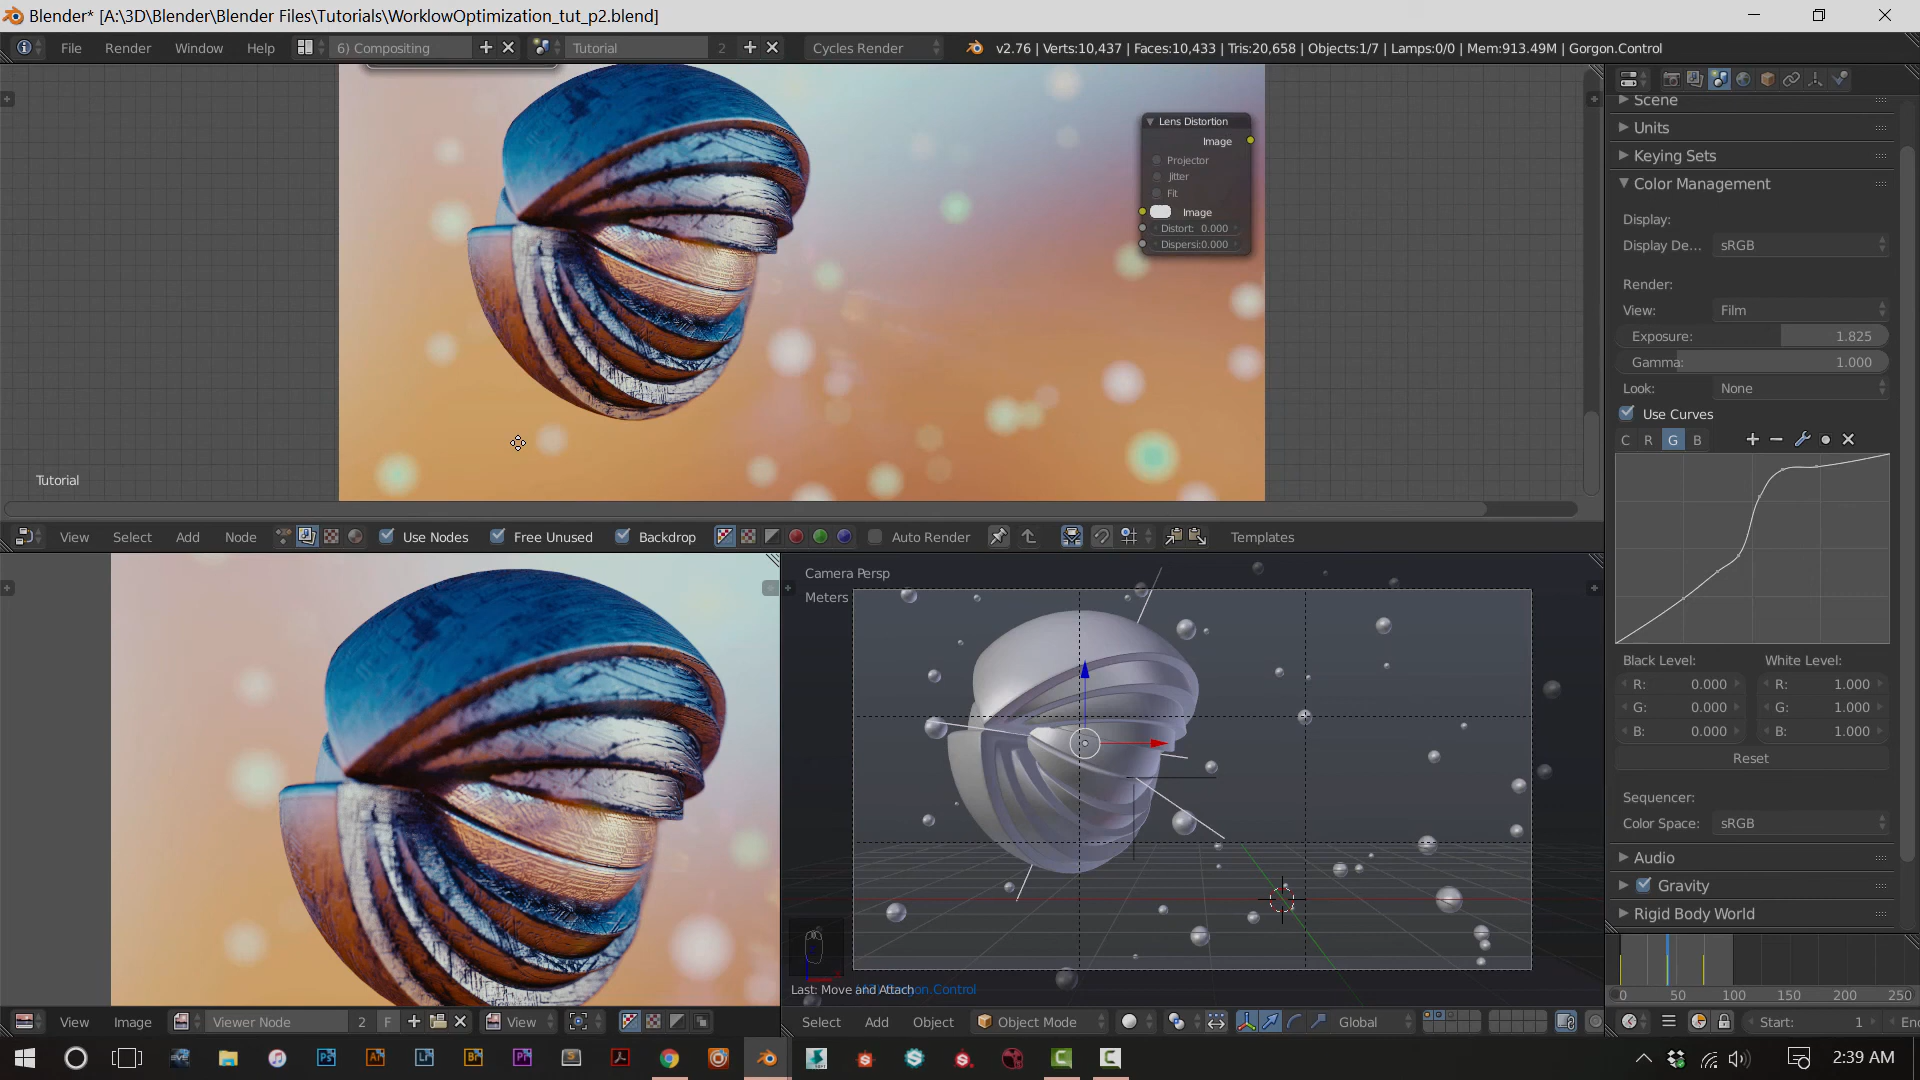 Blender* [A:\3D\Blender\Blender Files\Tutorials\WorklowOptimization_tut_p2.blend]
File Render Window Help 6) Compositing Tutorial 2 Cycles Render v2.76 | Verts:10,437 | Faces:10,433 | Tris:20,658 | Objects:1/7 | Lamps:0/0 | Mem:913.49M | Gorgon.Control
Lens Distortion
Image
Projector
Jitter
Fit
Image
Distort: 0.000
Dispersi:0.000
Tutorial
View Select Add Node Use Nodes Free Unused Backdrop Auto Render Templates
Camera Persp
Meters
Last: Move and Attach
View Image Viewer Node 2 F View
Select Add Object Object Mode Global
Scene
Units
Keying Sets
Color Management
Display:
Display De... sRGB
Render:
View: Film
Exposure: 1.825
Gamma: 1.000
Look: None
Use Curves
C R G B
Black Level: White Level:
R: 0.000 R: 1.000
G: 0.000 G: 1.000
B: 0.000 B: 1.000
Reset
Sequencer:
Color Space: sRGB
Audio
Gravity
Rigid Body World
0 50 100 150 200 250
Start: 1 En
2:39 AM